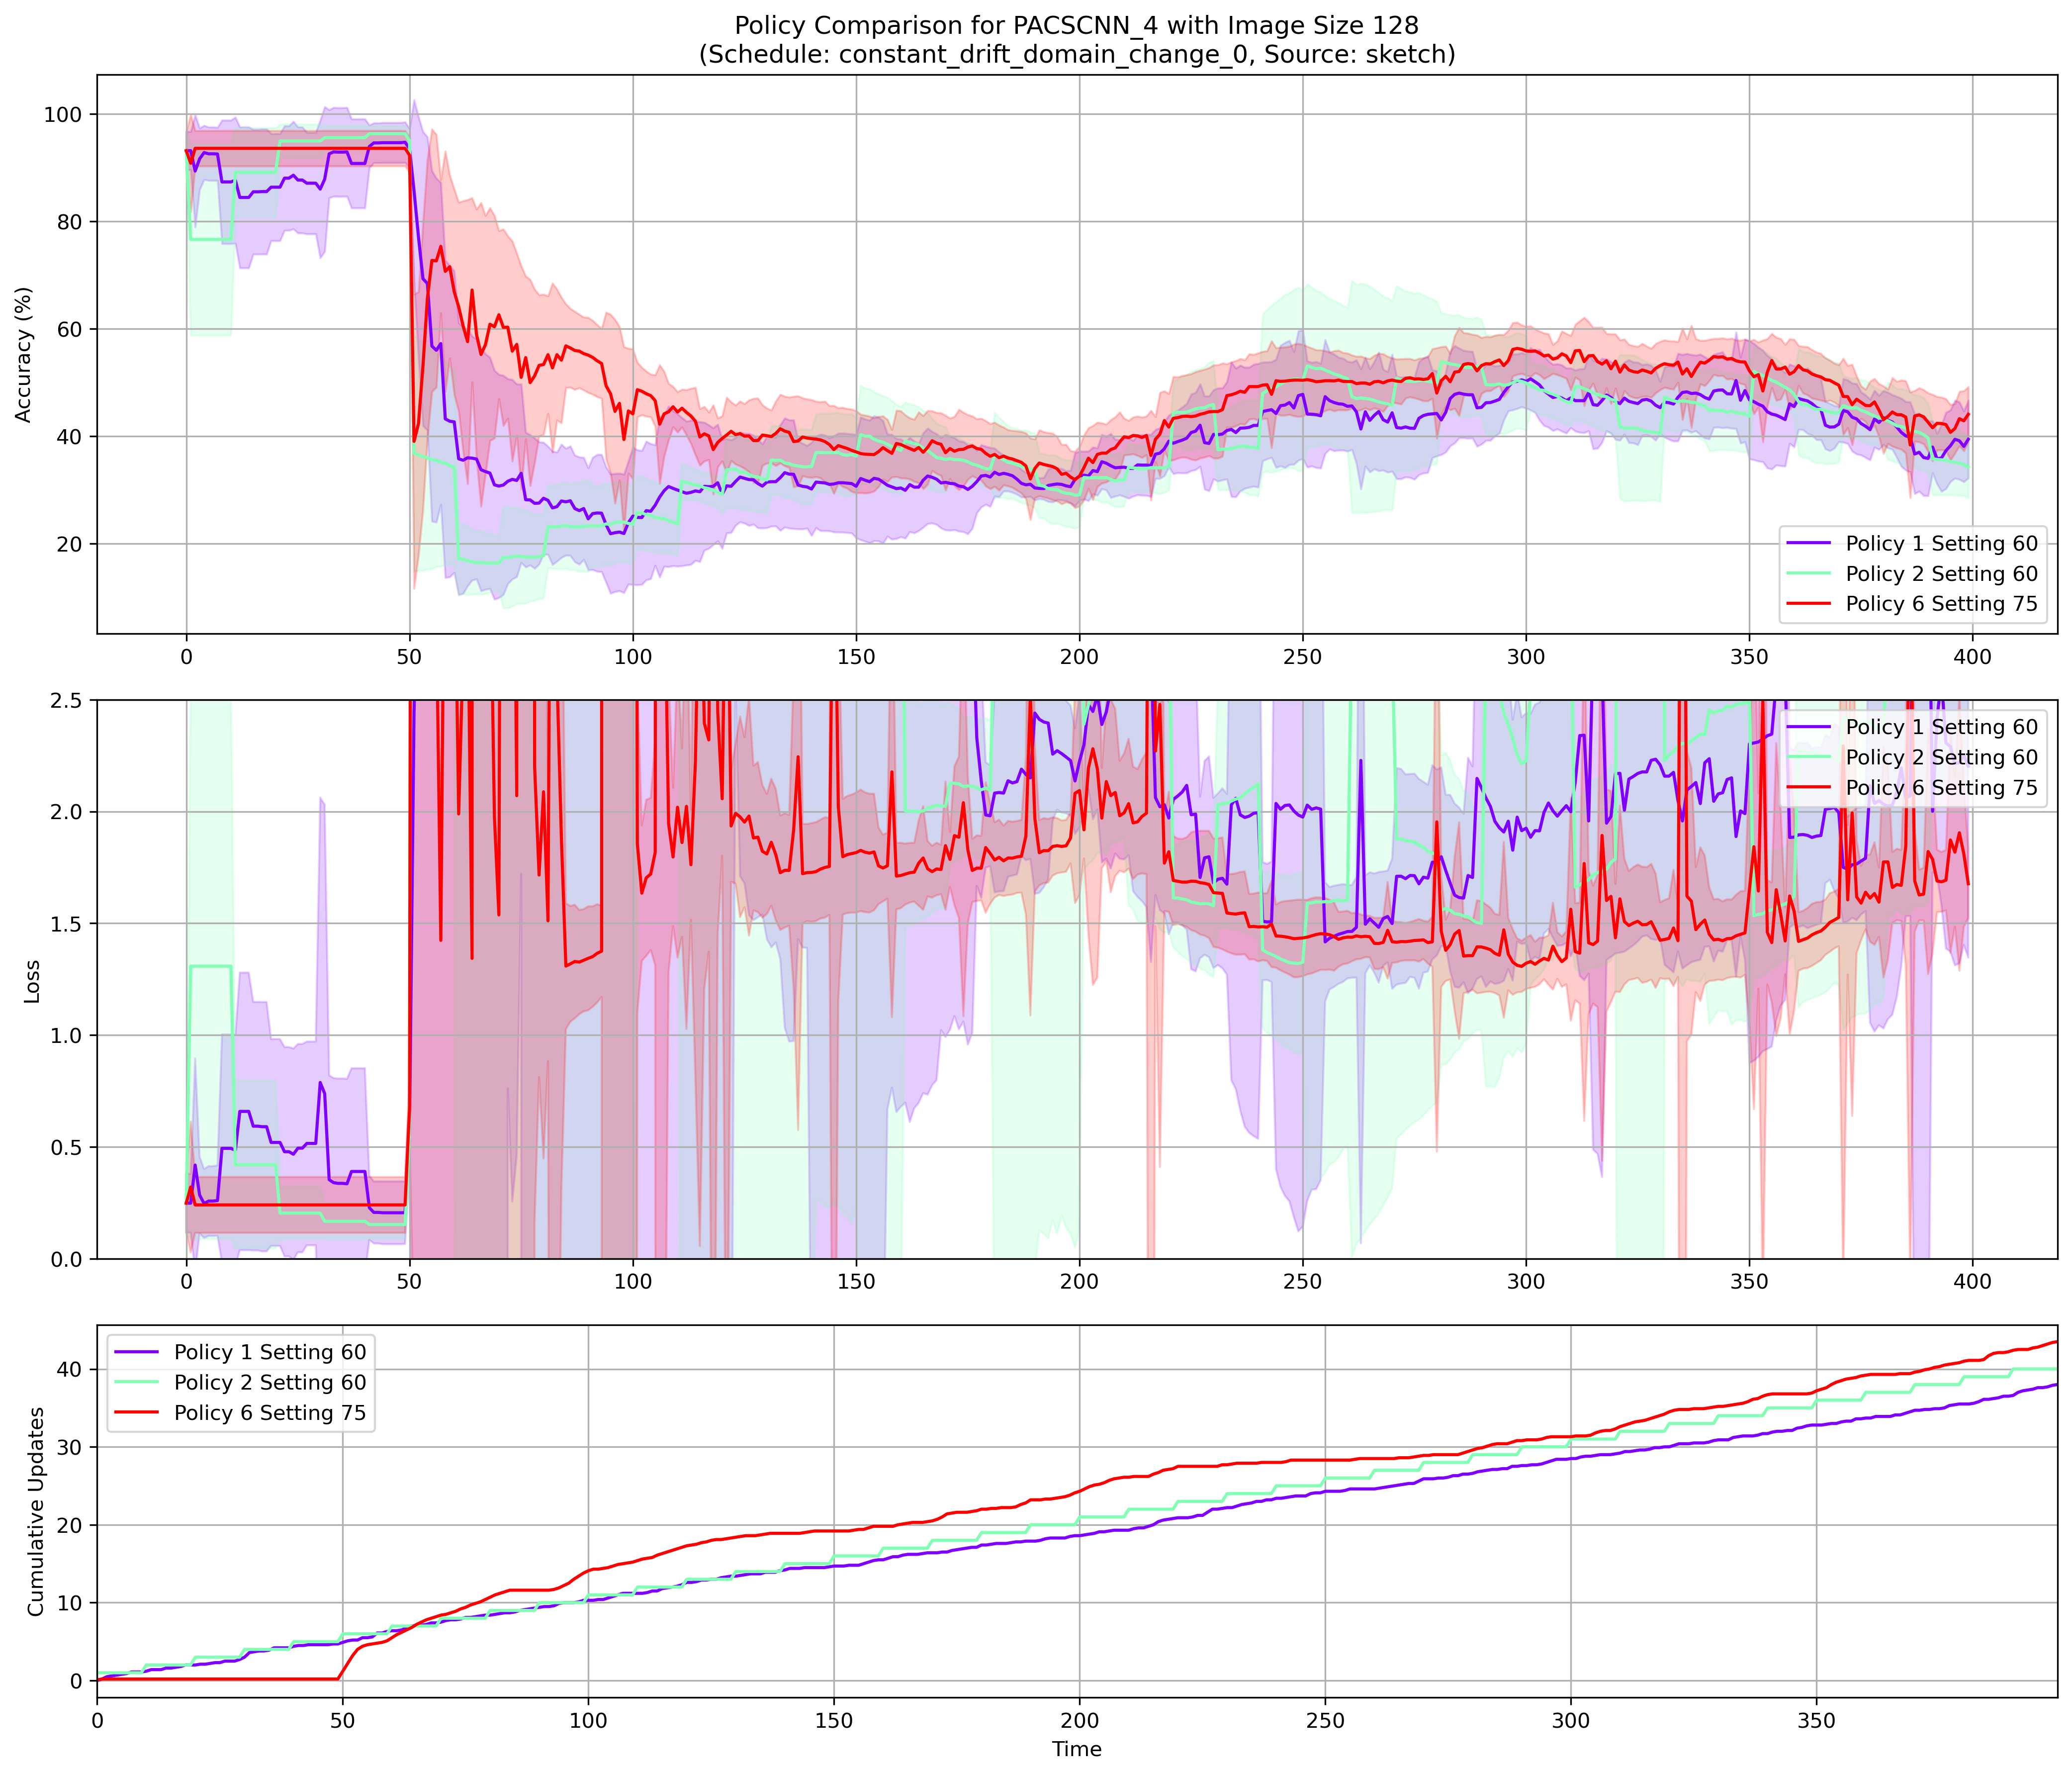 Policy Comparison for PACSCNN_4 with Image Size 128
(Schedule: constant_drift_domain_change_0, Source: sketch)
Accuracy (%)
100
80
60
40
20
0 50 100 150 200 250 300 350 400
Policy 1 Setting 60
Policy 2 Setting 60
Policy 6 Setting 75
Loss
2.5
2.0
1.5
1.0
0.5
0.0
0 50 100 150 200 250 300 350 400
Policy 1 Setting 60
Policy 2 Setting 60
Policy 6 Setting 75
Cumulative Updates
40
30
20
10
0
0 50 100 150 200 250 300 350
Policy 1 Setting 60
Policy 2 Setting 60
Policy 6 Setting 75
Time